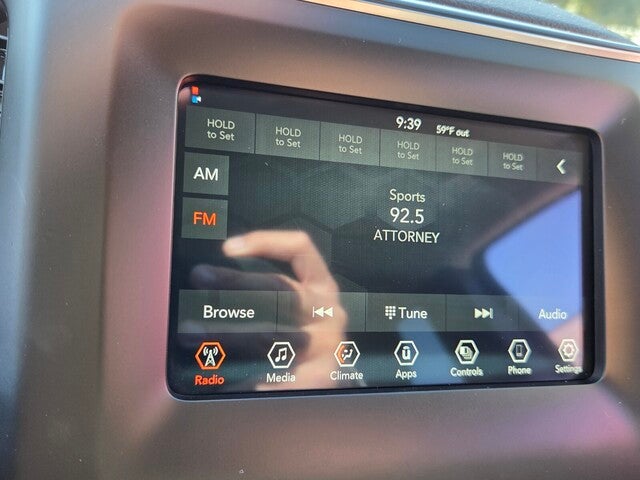 9:39 59°F out
HOLD to Set HOLD to Set HOLD to Set HOLD to Set HOLD to Set HOLD to Set
AM
FM
Sports
92.5
ATTORNEY
Browse Tune Audio
Radio Media Climate Apps Controls Phone Settings